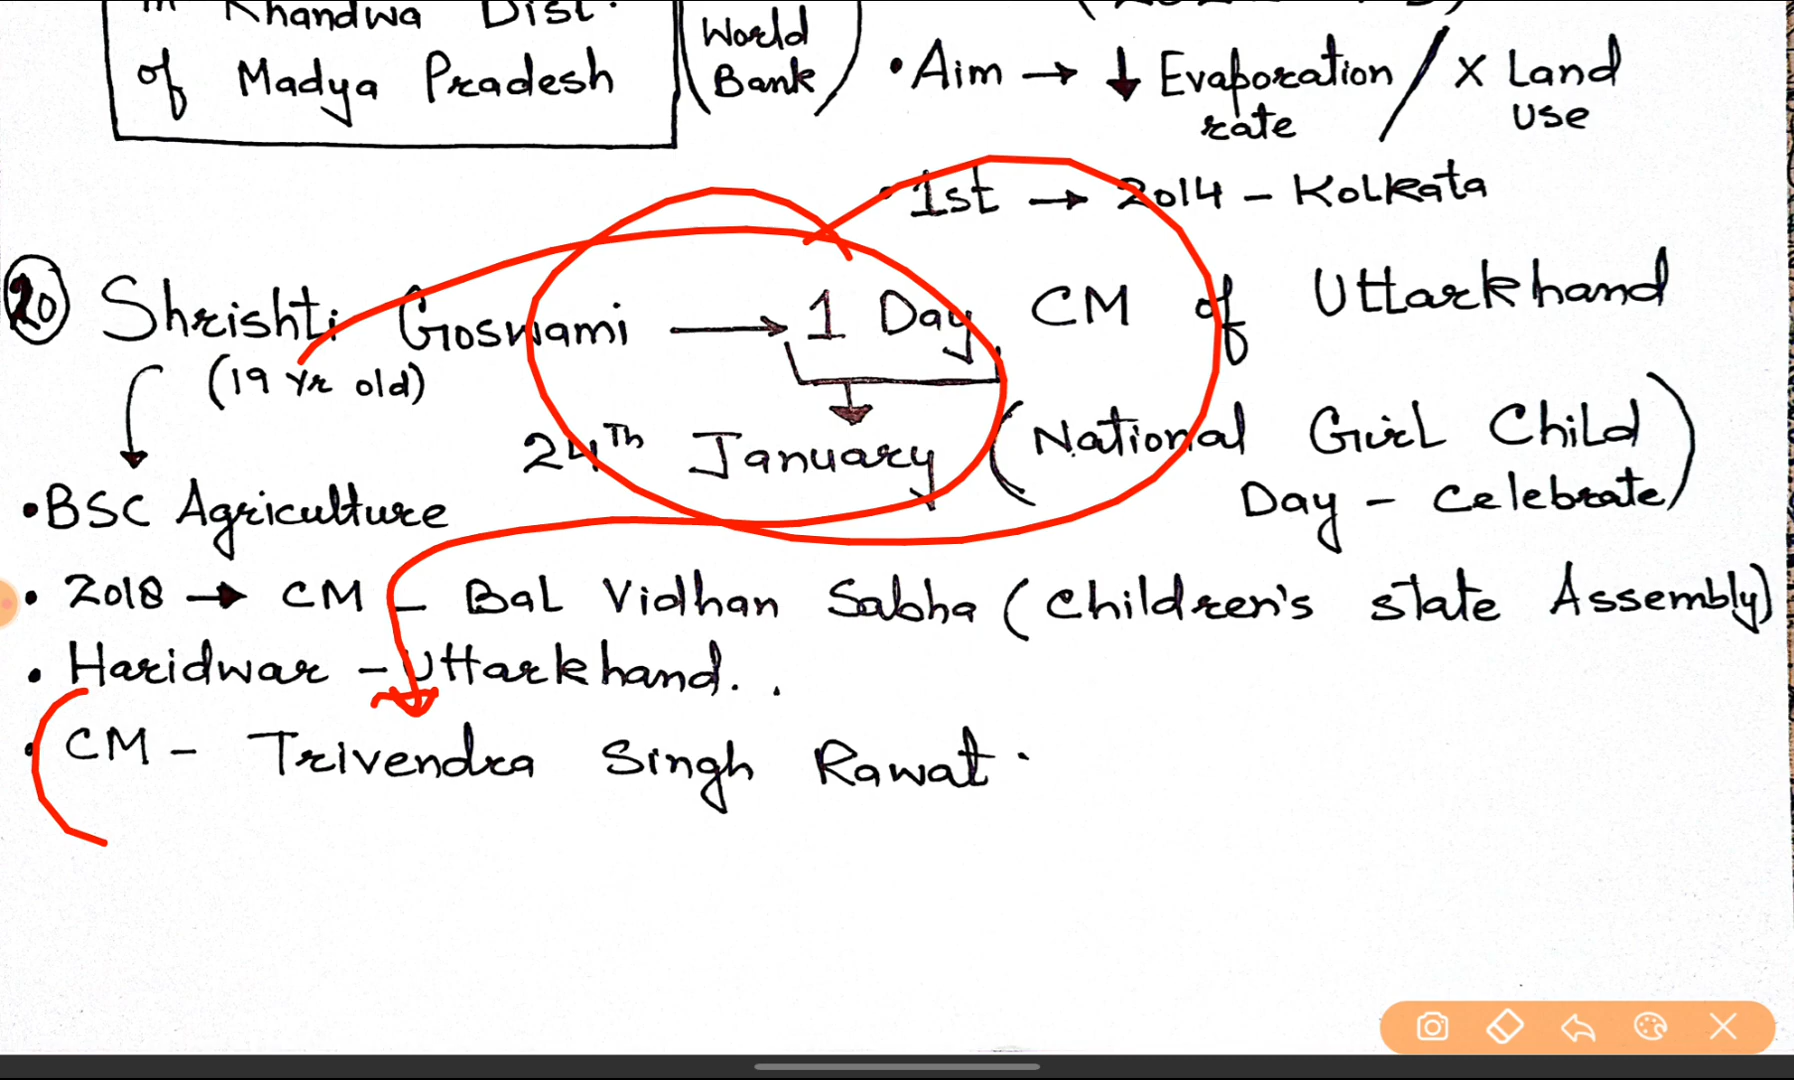 in Khandwa Dist.
of Madya Pradesh
World
Bank
• Aim → ↓ Evaporation / x Land
rate
use
• 1st → 2014 - Kolkata
20 Shrishti Goswami → 1 Day CM of Uttarkhand
(19 yr old)
24Th January (National Girl Child
Day - Celebrate)
• BSC Agriculture
• 2018 → CM - Bal Vidhan Sabha (Children's state Assembly)
• Haridwar - Uttarkhand..
• CM - Trivendra Singh Rawat.